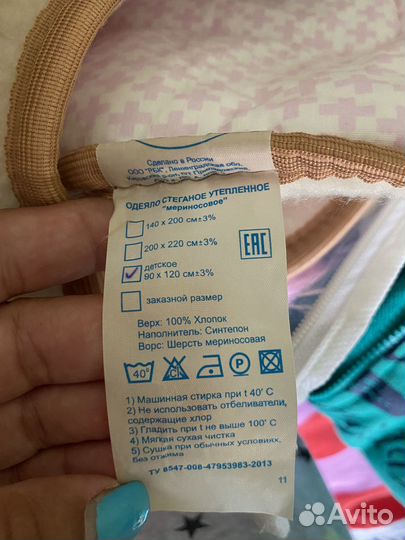 Сделано в России
ООО "РБК", Ленинградская обл.
ОДЕЯЛО СТЕГАНОЕ УТЕПЛЕННОЕ
"мериносовое"
140 х 200 см±3%
200 х 220 см±3%
EAC
детское
90 х 120 см±3%
заказной размер
Верх: 100% Хлопок
Наполнитель: Синтепон
Ворс: Шерсть мериносовая
40° Cl P
1) Машинная стирка при t 40' С
2) Не использовать отбеливатели,
содержащие хлор
3) Гладить при t не выше 100' С
4) Мягкая сухая чистка
5) Сушка при обычных условиях,
без отжима
ТУ 8547-008-47953983-2013
11
Avito